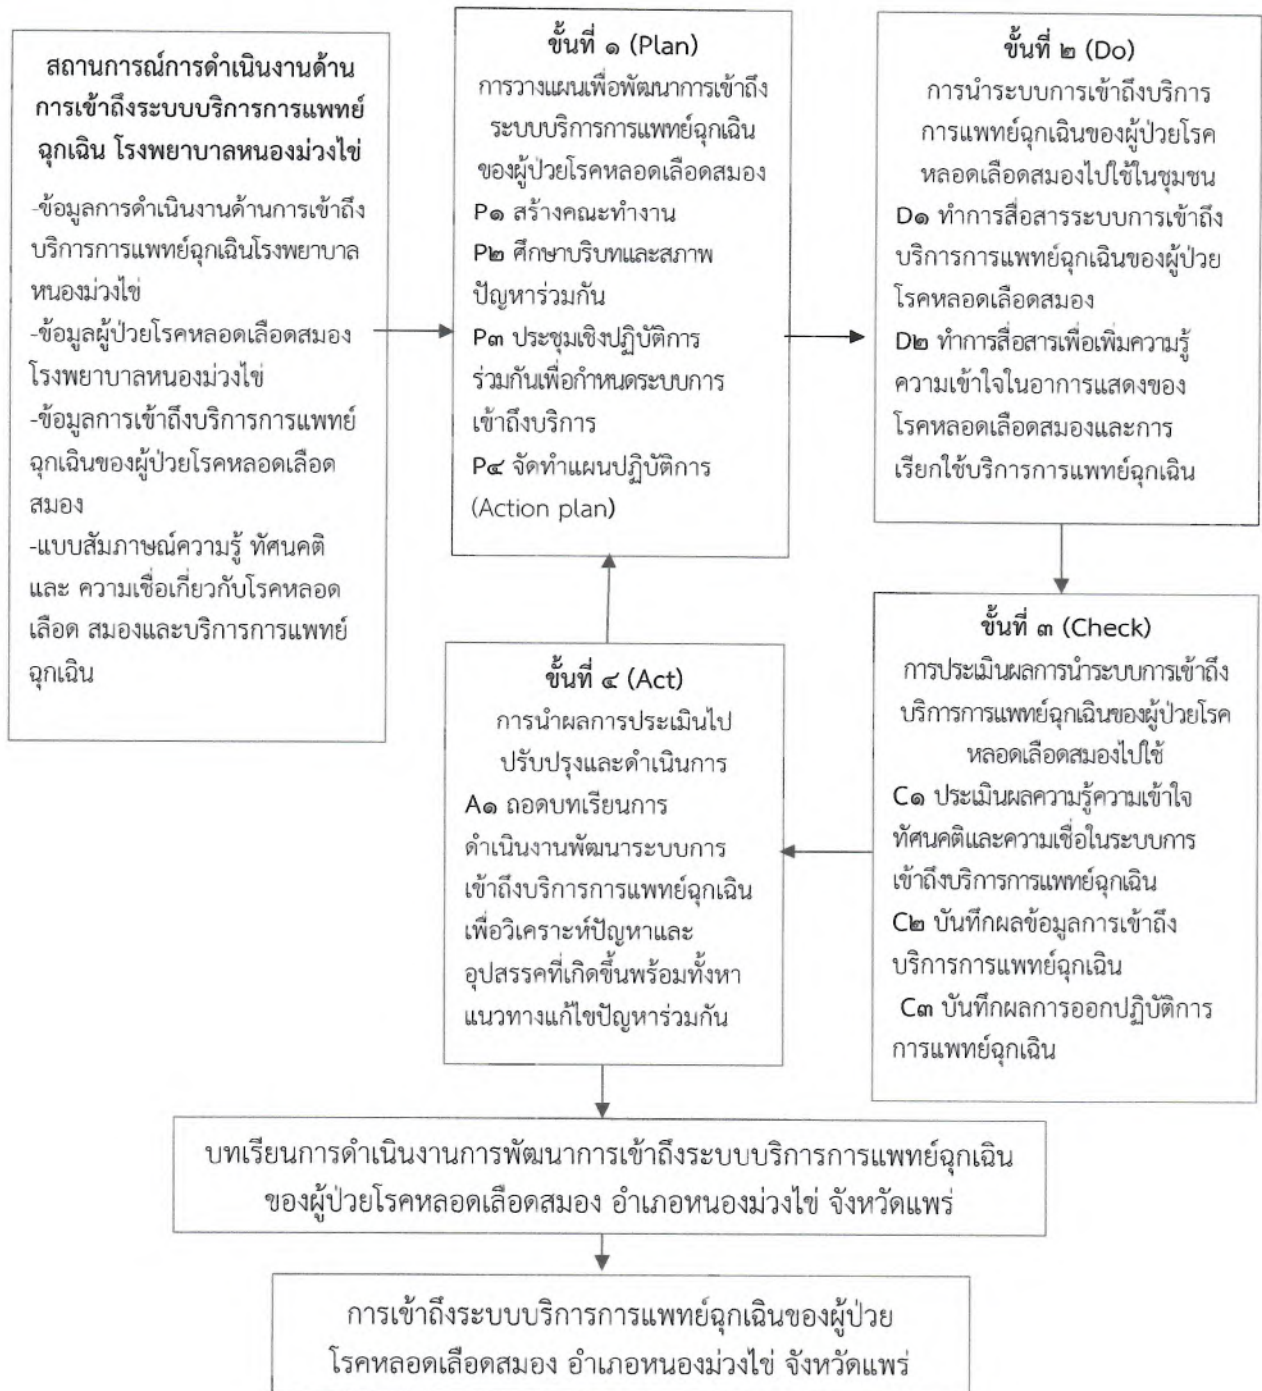 สถานการณ์การดำเนินงานด้าน
การเข้าถึงระบบบริการการแพทย์
ฉุกเฉิน โรงพยาบาลหนองม่วงไข่
-ข้อมูลการดำเนินงานด้านการเข้าถึง
บริการการแพทย์ฉุกเฉินโรงพยาบาล
หนองม่วงไข่
-ข้อมูลผู้ป่วยโรคหลอดเลือดสมอง
โรงพยาบาลหนองม่วงไข่
-ข้อมูลการเข้าถึงบริการการแพทย์
ฉุกเฉินของผู้ป่วยโรคหลอดเลือด
สมอง
-แบบสัมภาษณ์ความรู้ ทัศนคติ
และ ความเชื่อเกี่ยวกับโรคหลอด
เลือด สมองและบริการการแพทย์
ฉุกเฉิน
ขั้นที่ ๑ (Plan)
การวางแผนเพื่อพัฒนาการเข้าถึง
ระบบบริการการแพทย์ฉุกเฉิน
ของผู้ป่วยโรคหลอดเลือดสมอง
P๑ สร้างคณะทำงาน
P๒ ศึกษาบริบทและสภาพ
ปัญหาร่วมกัน
P๓ ประชุมเชิงปฏิบัติการ
ร่วมกันเพื่อกำหนดระบบการ
เข้าถึงบริการ
P๔ จัดทำแผนปฏิบัติการ
(Action plan)
ขั้นที่ ๒ (Do)
การนำระบบการเข้าถึงบริการ
การแพทย์ฉุกเฉินของผู้ป่วยโรค
หลอดเลือดสมองไปใช้ในชุมชน
D๑ ทำการสื่อสารระบบการเข้าถึง
บริการการแพทย์ฉุกเฉินของผู้ป่วย
โรคหลอดเลือดสมอง
D๒ ทำการสื่อสารเพื่อเพิ่มความรู้
ความเข้าใจในอาการแสดงของ
โรคหลอดเลือดสมองและการ
เรียกใช้บริการการแพทย์ฉุกเฉิน
ขั้นที่ ๓ (Check)
การประเมินผลการนำระบบการเข้าถึง
บริการการแพทย์ฉุกเฉินของผู้ป่วยโรค
หลอดเลือดสมองไปใช้
C๑ ประเมินผลความรู้ความเข้าใจ
ทัศนคติและความเชื่อในระบบการ
เข้าถึงบริการการแพทย์ฉุกเฉิน
C๒ บันทึกผลข้อมูลการเข้าถึง
บริการการแพทย์ฉุกเฉิน
C๓ บันทึกผลการออกปฏิบัติการ
การแพทย์ฉุกเฉิน
ขั้นที่ ๔ (Act)
การนำผลการประเมินไป
ปรับปรุงและดำเนินการ
A๑ ถอดบทเรียนการ
ดำเนินงานพัฒนาระบบการ
เข้าถึงบริการการแพทย์ฉุกเฉิน
เพื่อวิเคราะห์ปัญหาและ
อุปสรรคที่เกิดขึ้นพร้อมทั้งหา
แนวทางแก้ไขปัญหาร่วมกัน
บทเรียนการดำเนินงานการพัฒนาการเข้าถึงระบบบริการการแพทย์ฉุกเฉิน
ของผู้ป่วยโรคหลอดเลือดสมอง อำเภอหนองม่วงไข่ จังหวัดแพร่
การเข้าถึงระบบบริการการแพทย์ฉุกเฉินของผู้ป่วย
โรคหลอดเลือดสมอง อำเภอหนองม่วงไข่ จังหวัดแพร่